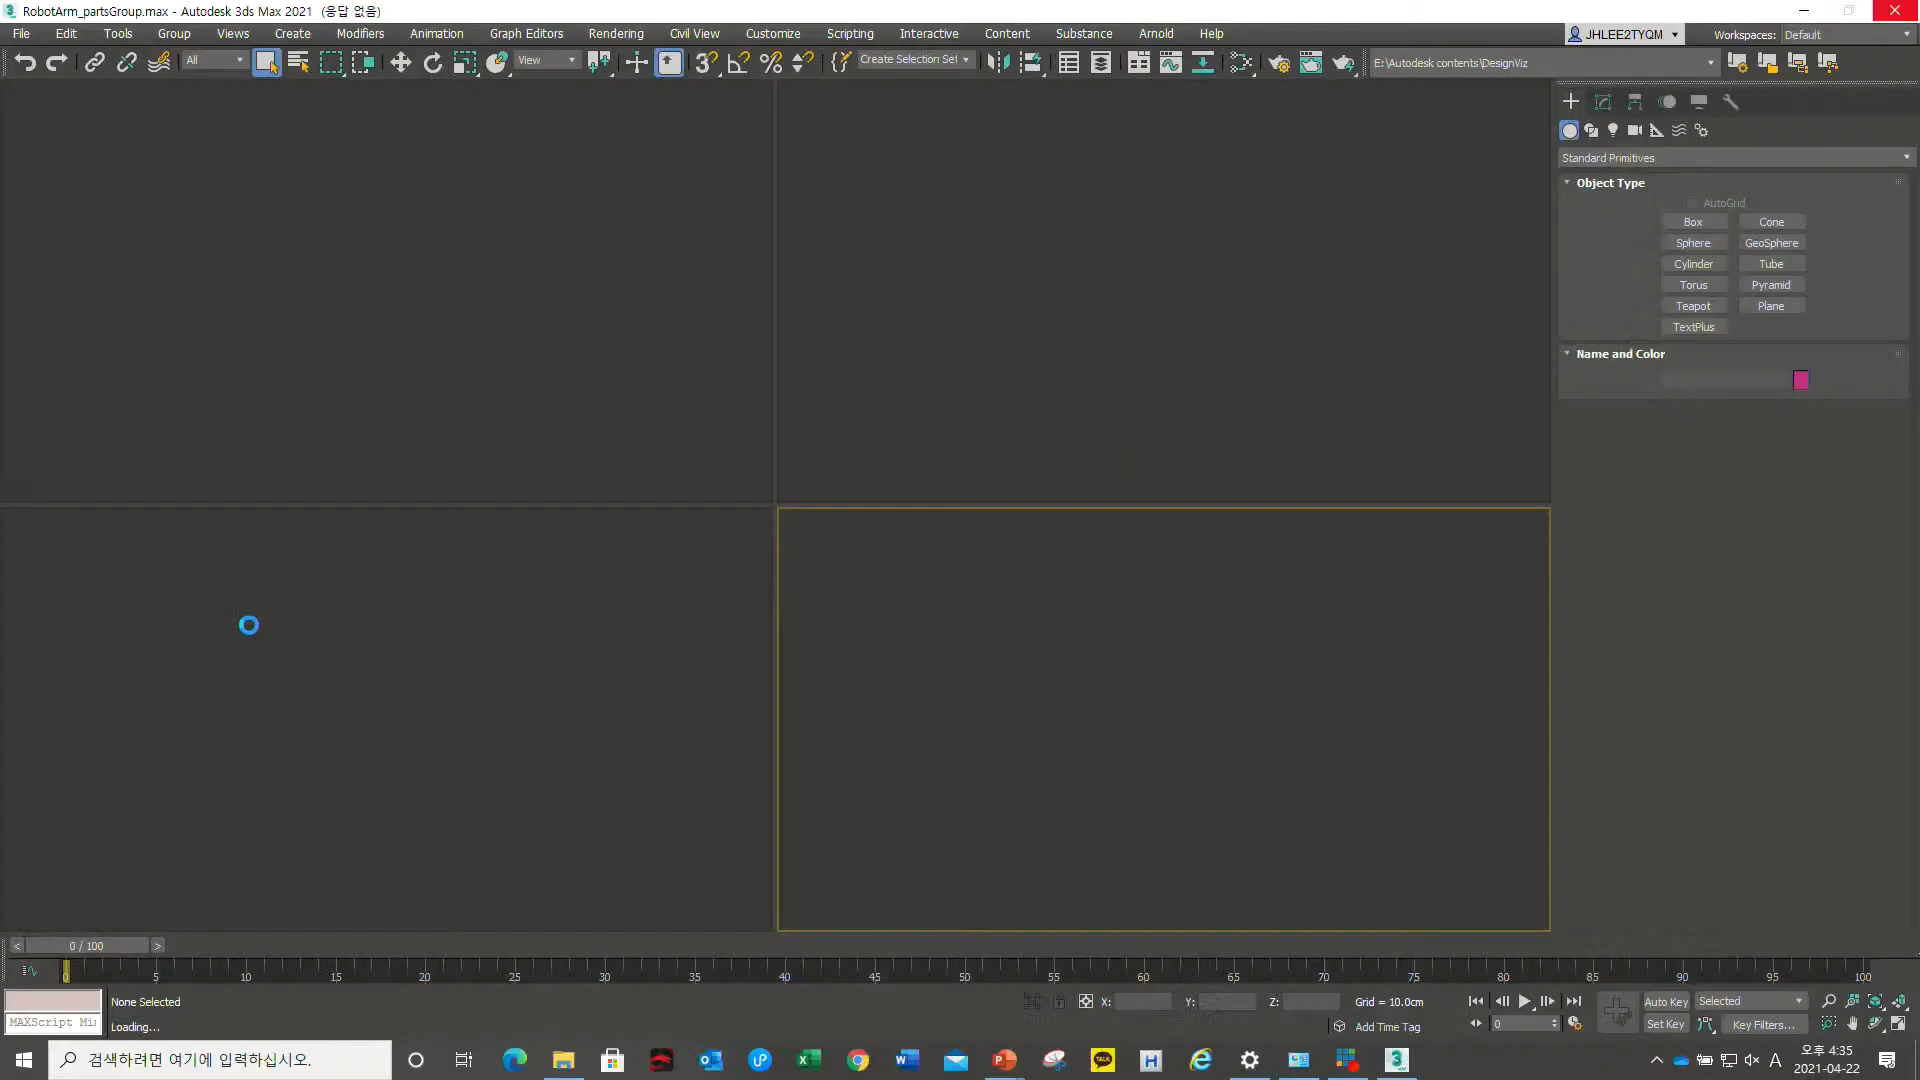 RobotArm_partsGroup.max - Autodesk 3ds Max 2021 (응답 없음)
File Edit Tools Group Views Create Modifiers Animation Graph Editors Rendering Civil View Customize Scripting Interactive Content Substance Arnold Help JHLEE2TYQM Workspaces: Default
All View Create Selection Set E:\Autodesk contents\DesignViz
Standard Primitives
Object Type
AutoGrid
Box Cone
Sphere GeoSphere
Cylinder Tube
Torus Pyramid
Teapot Plane
TextPlus
Name and Color
< 0 / 100 >
0 5 10 15 20 25 30 35 40 45 50 55 60 65 70 75 80 85 90 95 100
None Selected X: Y: Z: Grid = 10.0cm Auto Key Selected
MAXScript Mi Loading... Add Time Tag 0 Set Key Key Filters...
검색하려면 여기에 입력하십시오. A 오후 4:35
2021-04-22